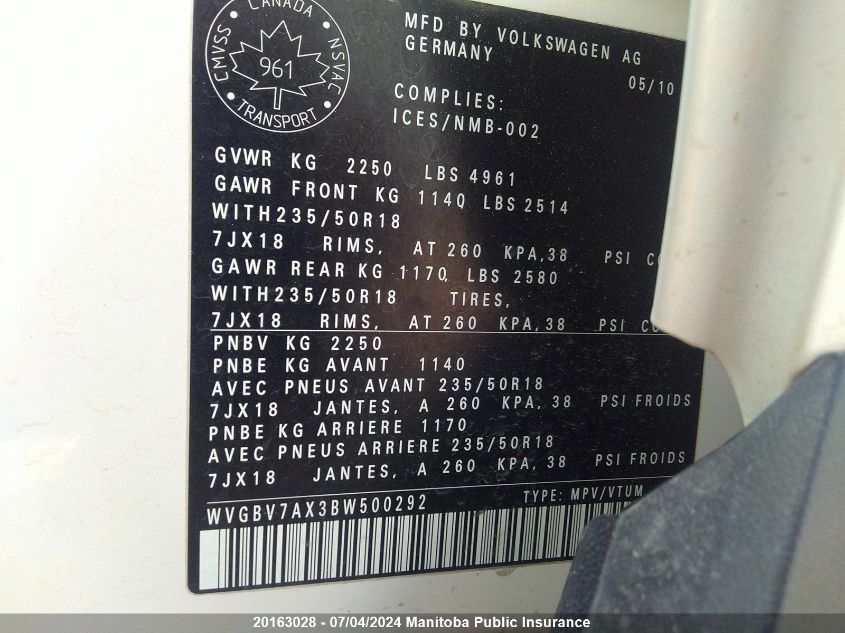 CANADA
CMVSS
NSVAC
961
TRANSPORT
MFD BY VOLKSWAGEN AG
GERMANY
05/10
COMPLIES:
ICES/NMB-002
GVWR KG 2250 LBS 4961
GAWR FRONT KG 1140 LBS 2514
WITH235/50R18
7JX18 RIMS, AT 260 KPA,38 PSI
GAWR REAR KG 1170, LBS 2580
WITH235/50R18 TIRES,
7JX18 RIMS, AT 260 KPA,38 PSI
PNBV KG 2250
PNBE KG AVANT 1140
AVEC PNEUS AVANT 235/50R18
7JX18 JANTES, A 260 KPA,38 PSI FROIDS
PNBE KG ARRIERE 1170
AVEC PNEUS ARRIERE 235/50R18
7JX18 JANTES, A 260 KPA,38 PSI FROIDS
WVGBV7AX3BW500292 TYPE: MPV/VTUM
20163028 - 07/04/2024 Manitoba Public Insurance